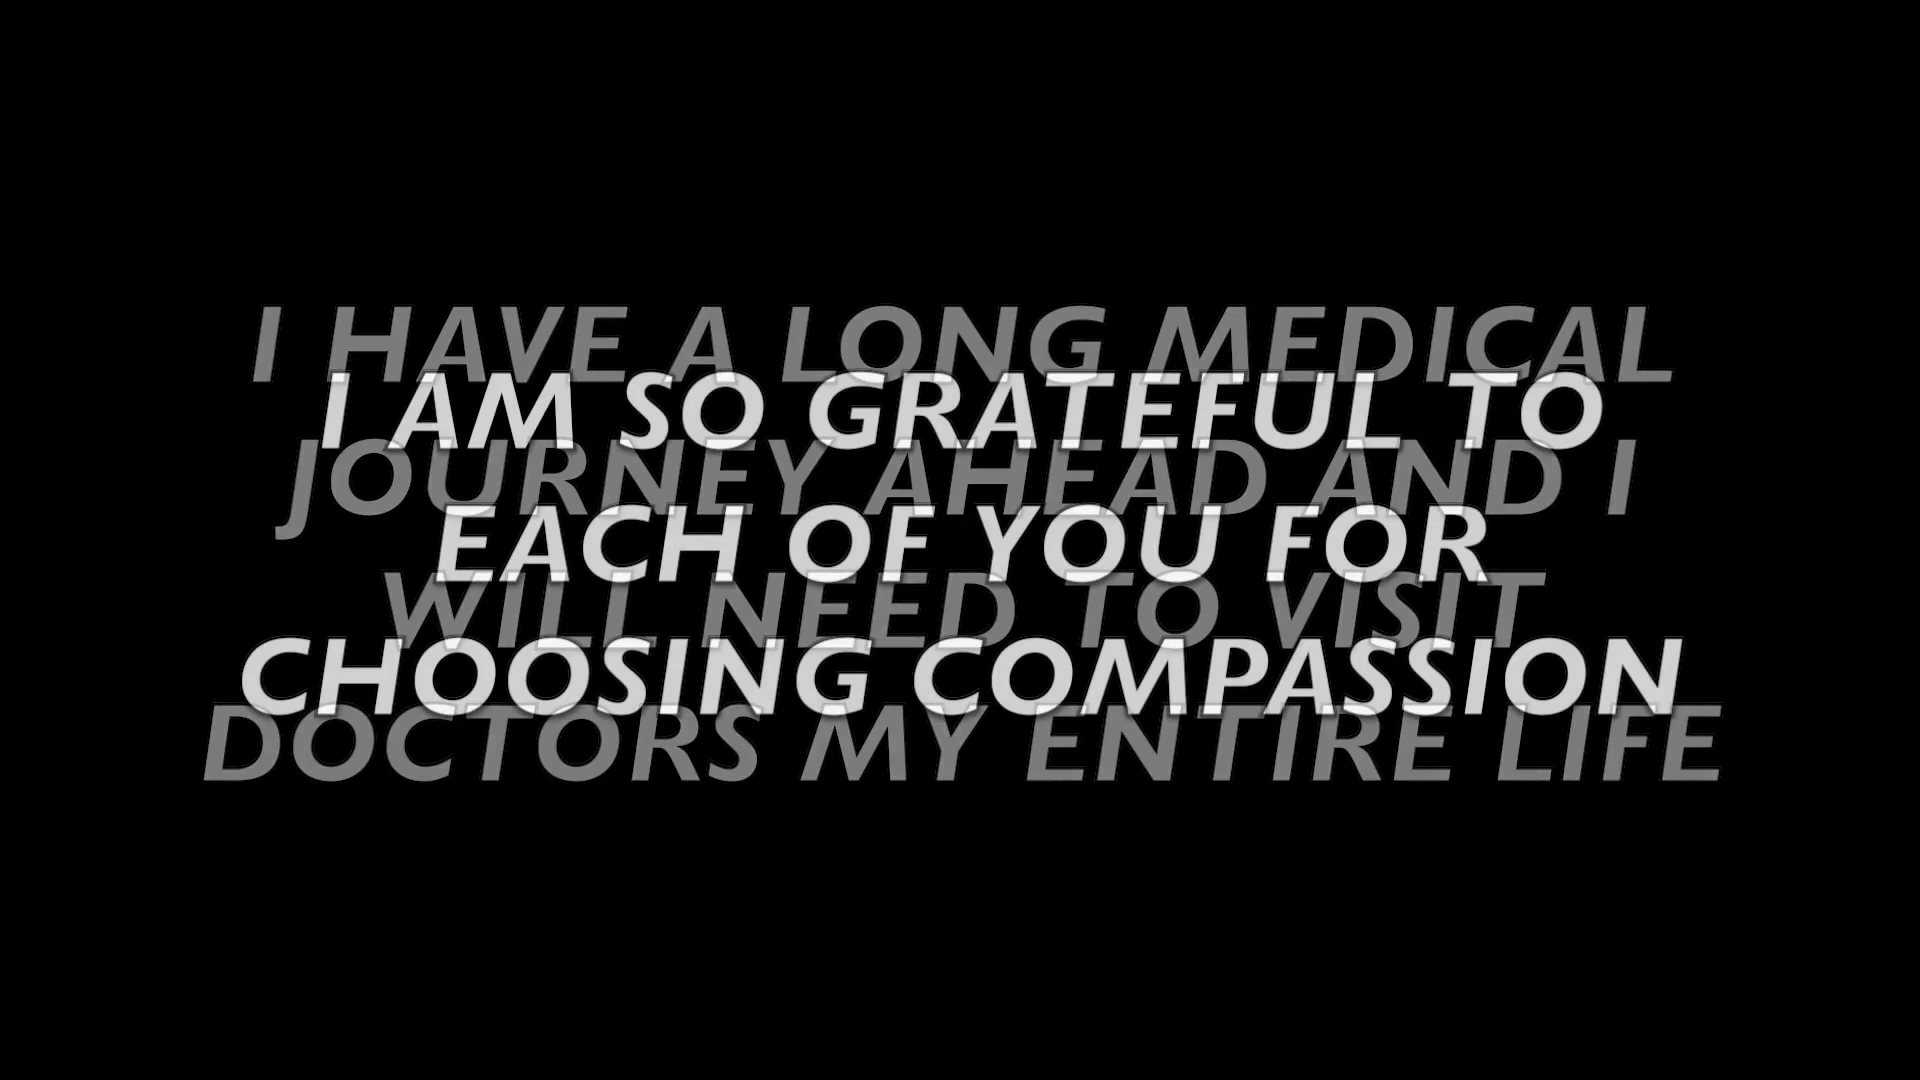 I HAVE A LONG MEDICAL
I AM SO GRATEFUL TO
JOURNEY AHEAD AND I
EACH OF YOU FOR
WILL NEED TO VISIT
CHOOSING COMPASSION
DOCTORS MY ENTIRE LIFE